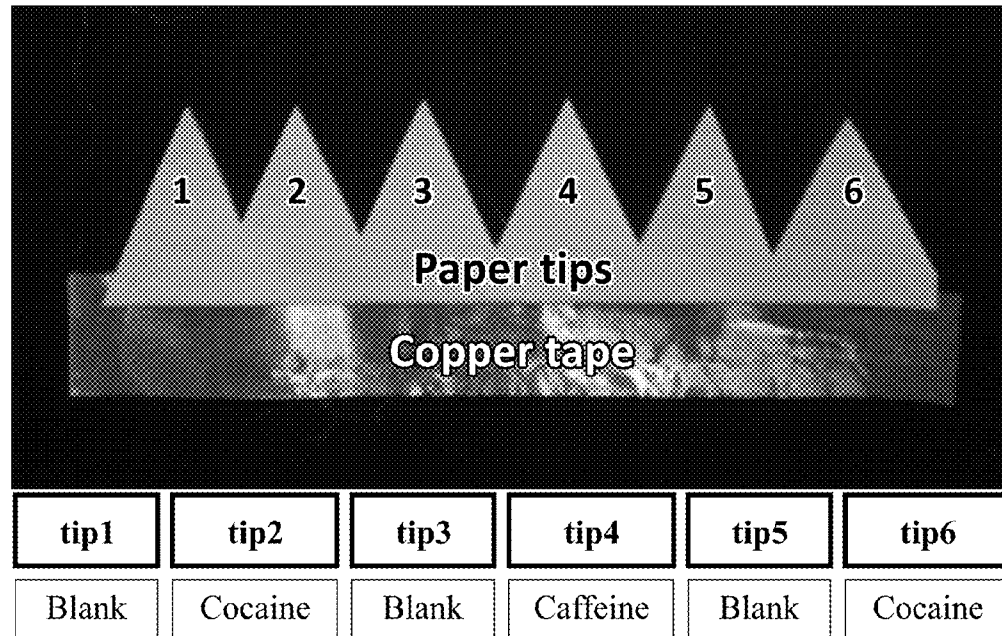 1 2 3 4 5 6
Paper tips
Copper tape
tip1 tip2 tip3 tip4 tip5 tip6
Blank Cocaine Blank Caffeine Blank Cocaine